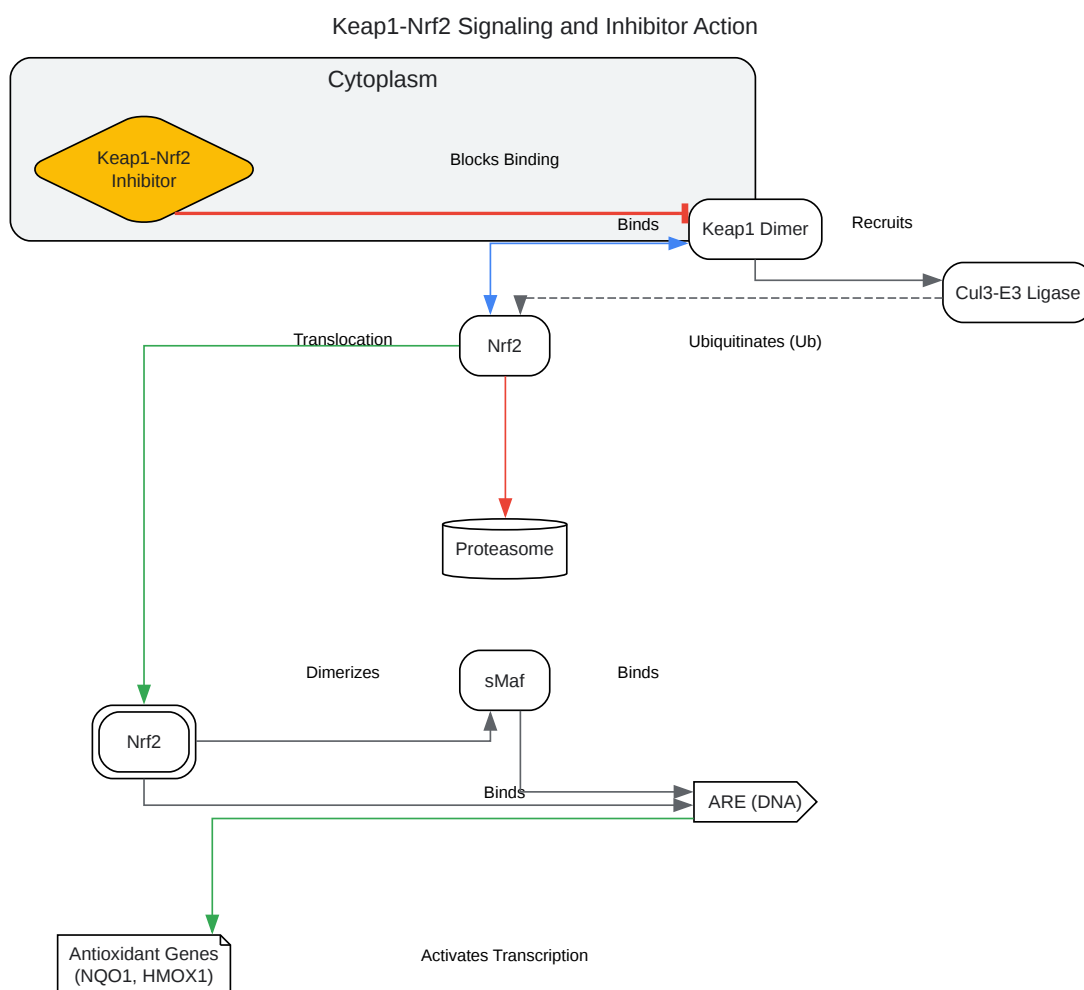 Keap1-Nrf2 Signaling and Inhibitor Action
Cytoplasm
Keap1-Nrf2
Inhibitor
Blocks Binding
Binds
Keap1 Dimer
Recruits
Cul3-E3 Ligase
Translocation
Nrf2
Ubiquitinates (Ub)
Proteasome
Dimerizes
sMaf
Binds
Nrf2
Binds
ARE (DNA)
Antioxidant Genes
(NQO1, HMOX1)
Activates Transcription